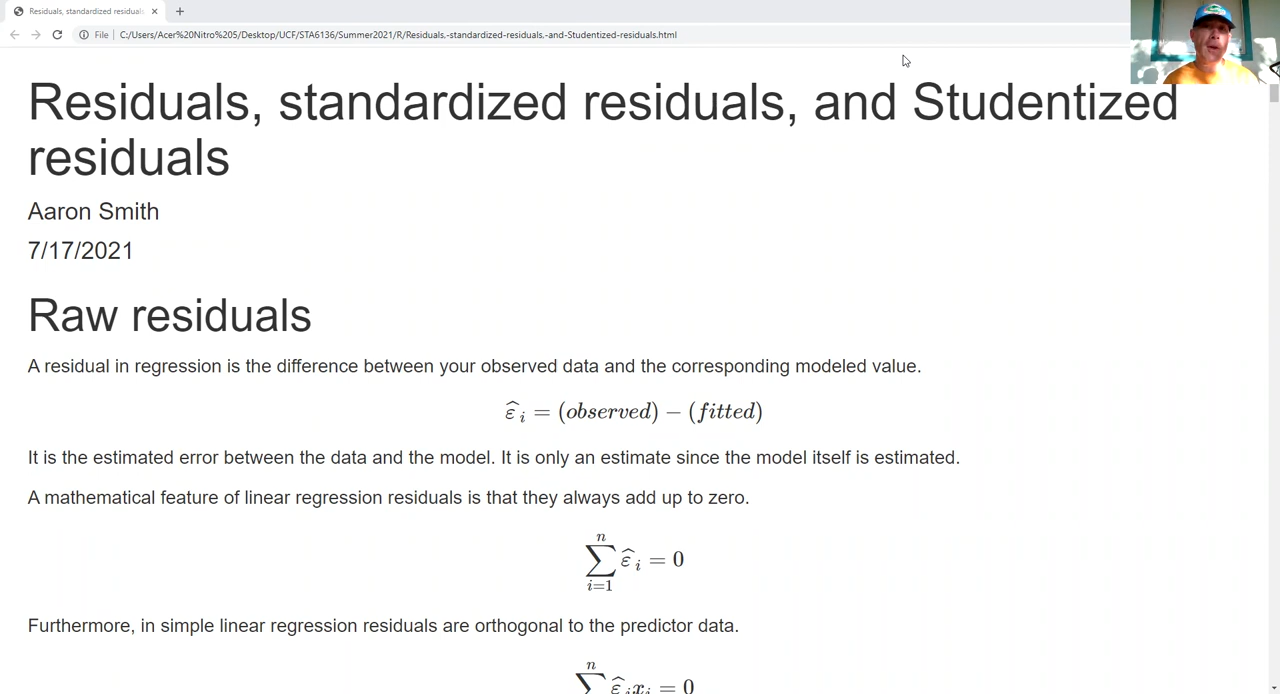 Residuals, standardized residuals
File
C:/Users/Acer%20Nitro%205/Desktop/UCF/STA6136/Summer2021/R/Residuals,-standardized-residuals,-and-Studentized-residuals.html
Residuals, standardized residuals, and Studentized
residuals
Aaron Smith
7/17/2021
Raw residuals
A residual in regression is the difference between your observed data and the corresponding modeled value.
ε̂ᵢ = (observed) − (fitted)
It is the estimated error between the data and the model. It is only an estimate since the model itself is estimated.
A mathematical feature of linear regression residuals is that they always add up to zero.
n
∑ ε̂ᵢ = 0
i=1
Furthermore, in simple linear regression residuals are orthogonal to the predictor data.
n
∑ ε̂ᵢxᵢ = 0